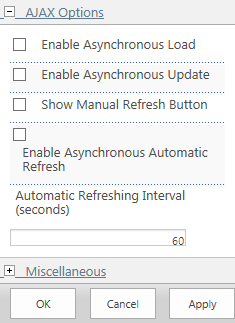 AJAX Options
Enable Asynchronous Load
Enable Asynchronous Update
Show Manual Refresh Button
Enable Asynchronous Automatic
Refresh
Automatic Refreshing Interval
(seconds)
60
Miscellaneous
OK Cancel Apply